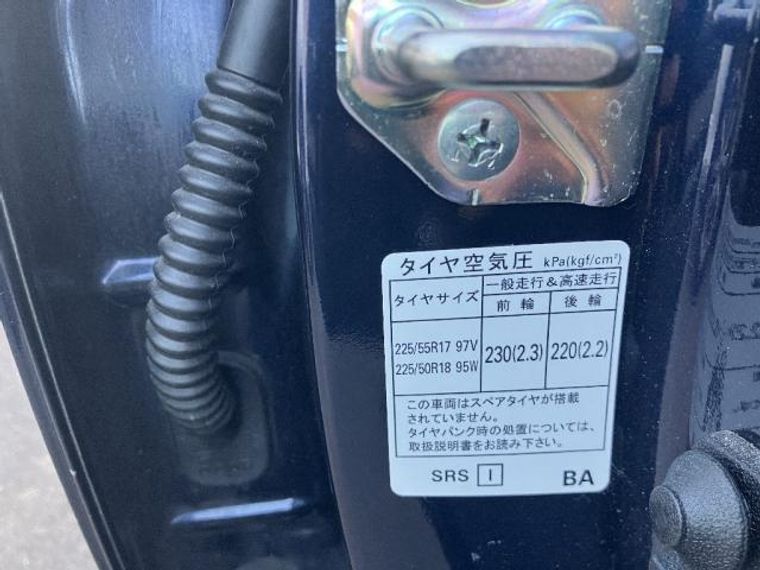 タイヤ空気圧 kPa(kgf/cm²)
タイヤサイズ 一般走行&高速走行
前輪 後輪
225/55R17 97V
225/50R18 95W
230(2.3) 220(2.2)
この車両はスペアタイヤが搭載
されていません。
タイヤパンク時の処置については、
取扱説明書をお読み下さい。
SRS I BA